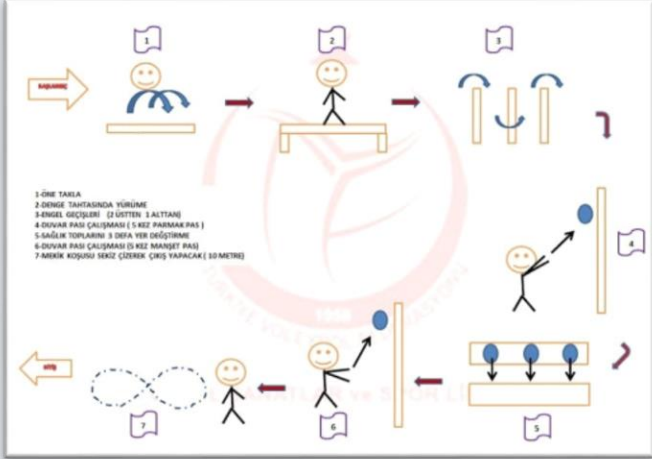 1
2
3
BAŞLANGIÇ
1-ÖNE TAKLA
2-DENGE TAHTASINDA YÜRÜME
3-ENGEL GEÇİŞLERİ (2 ÜSTTEN 1 ALTTAN)
4-DUVAR PASI ÇALIŞMASI ( 5 KEZ PARMAK PAS )
5-SAĞLIK TOPLARINI 3 DEFA YER DEĞİŞTİRME
6-DUVAR PASI ÇALIŞMASI (5 KEZ MANŞET PAS)
7-MEKİK KOŞUSU SEKİZ ÇİZEREK ÇIKIŞ YAPACAK ( 10 METRE)
4
1958
BİTİŞ
7
6
5